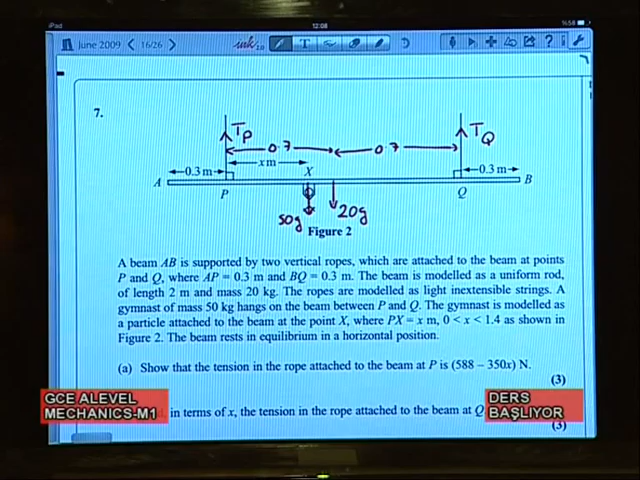 iPad
12:08
%58
June 2009
16/26
ink 2.0
T
?
7.
TP
TQ
0.7
0.7
0.3 m
x m
X
0.3 m
A
P
Q
B
50g
20g
Figure 2
A beam AB is supported by two vertical ropes, which are attached to the beam at points
P and Q, where AP = 0.3 m and BQ = 0.3 m. The beam is modelled as a uniform rod,
of length 2 m and mass 20 kg. The ropes are modelled as light inextensible strings. A
gymnast of mass 50 kg hangs on the beam between P and Q. The gymnast is modelled as
a particle attached to the beam at the point X, where PX = x m, 0 < x < 1.4 as shown in
Figure 2. The beam rests in equilibrium in a horizontal position.
(a) Show that the tension in the rope attached to the beam at P is (588 – 350x) N.
(3)
GCE ALEVEL
MECHANICS-M1
DERS
BAŞLIYOR
, in terms of x, the tension in the rope attached to the beam at Q
(3)